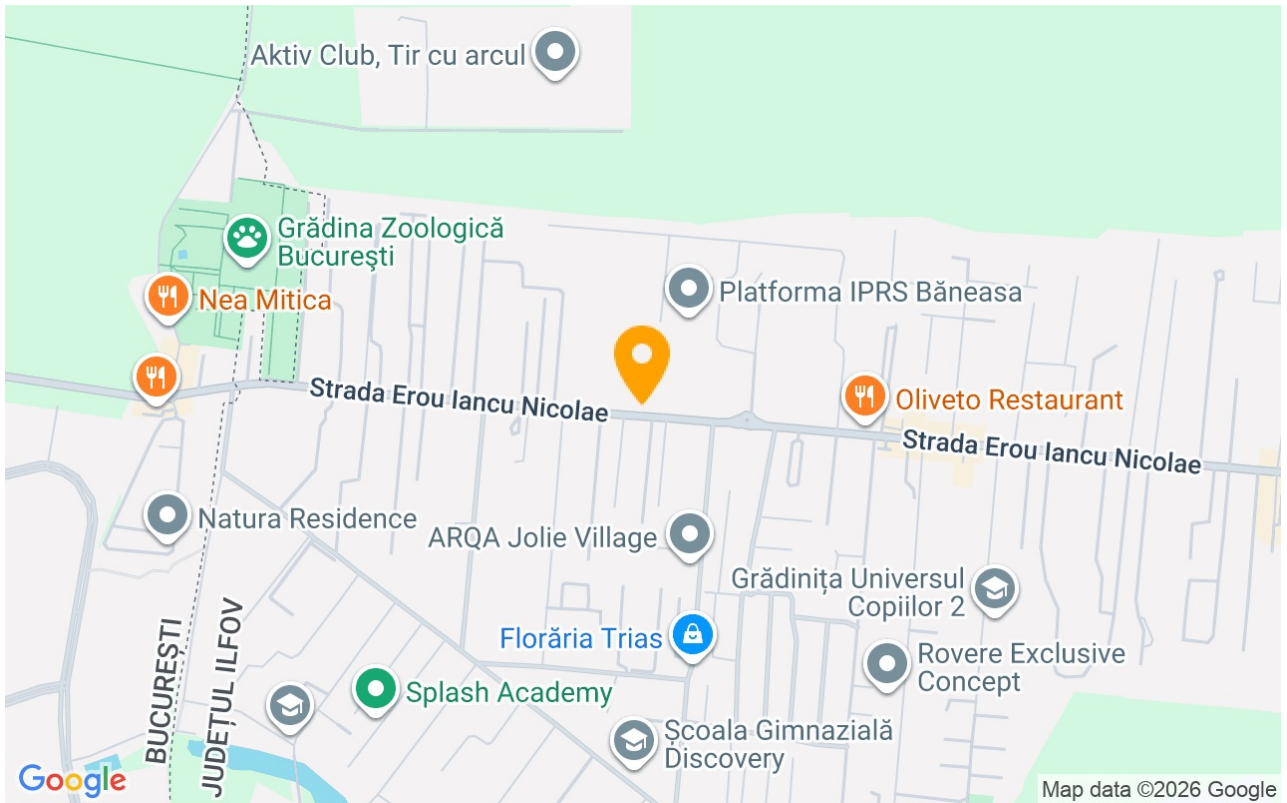 Aktiv Club, Tir cu arcul
Grădina Zoologică
București
Nea Mitica
Platforma IPRS Băneasa
Strada Erou Iancu Nicolae
Oliveto Restaurant
Strada Erou Iancu Nicolae
Natura Residence
ARQA Jolie Village
Grădinița Universul
Copiilor 2
BUCUREȘTI
JUDEȚUL ILFOV
Florăria Trias
Rovere Exclusive
Concept
Splash Academy
Școala Gimnazială
Discovery
Google
Map data ©2026 Google